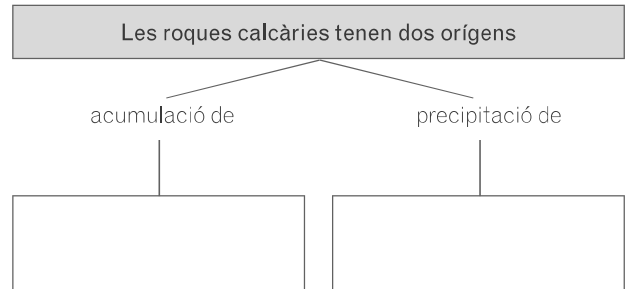 Les roques calcàries tenen dos orígens
acumulació de
precipitació de